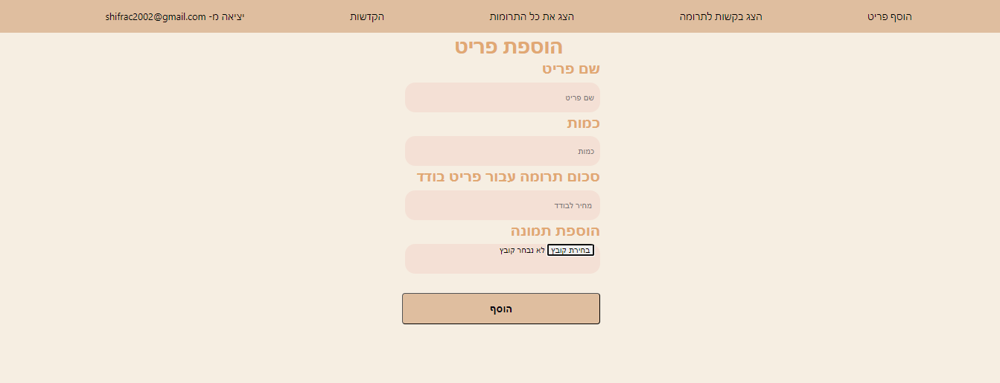 הוסף פריט
הצג בקשות לתרומה
הצג את כל התרומות
הקדשות
יציאה מ- shifrac2002@gmail.com
הוספת פריט
שם פריט
שם פריט
כמות
כמות
סכום תרומה עבור פריט בודד
מחיר לבודד
הוספת תמונה
בחירת קובץ לא נבחר קובץ
הוסף